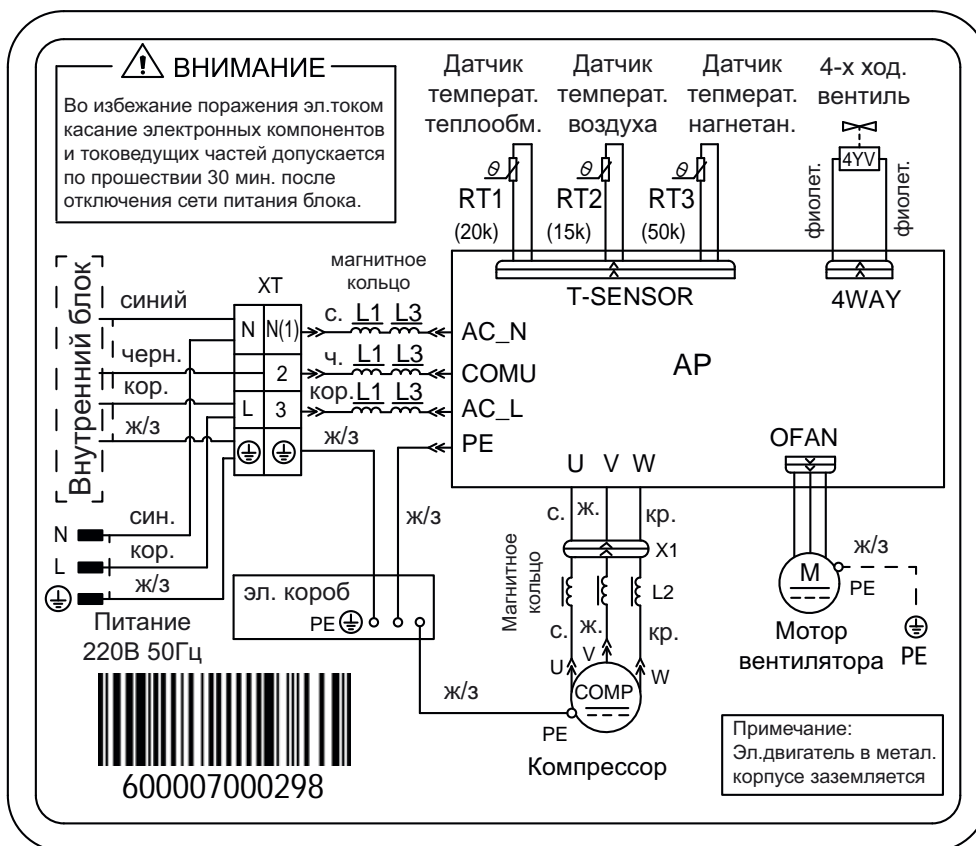 ВНИМАНИЕ
Во избежание поражения эл.током
касание электронных компонентов
и токоведущих частей допускается
по прошествии 30 мин. после
отключения сети питания блока.
Датчик
температ.
теплообм.
Датчик
температ.
воздуха
Датчик
тепмерат.
нагнетан.
4-х ход.
вентиль
θ
RT1
(20k)
θ
RT2
(15k)
θ
RT3
(50k)
4YV
фиолет.
фиолет.
T-SENSOR
4WAY
AP
Внутренний блок
синий
черн.
кор.
ж/з
XT
N
N(1)
2
L
3
магнитное
кольцо
с. L1 L3
AC_N
ч. L1 L3
COMU
кор. L1 L3
AC_L
ж/з
PE
ж/з
U V W
OFAN
с. ж. кр.
X1
Магнитное
кольцо
L2
с. ж. кр.
U V W
COMP
PE
Компрессор
M
PE
ж/з
PE
Мотор
вентилятора
N
син.
L
кор.
ж/з
Питание
220В 50Гц
эл. короб
PE
ж/з
600007000298
Примечание:
Эл.двигатель в метал.
корпусе заземляется